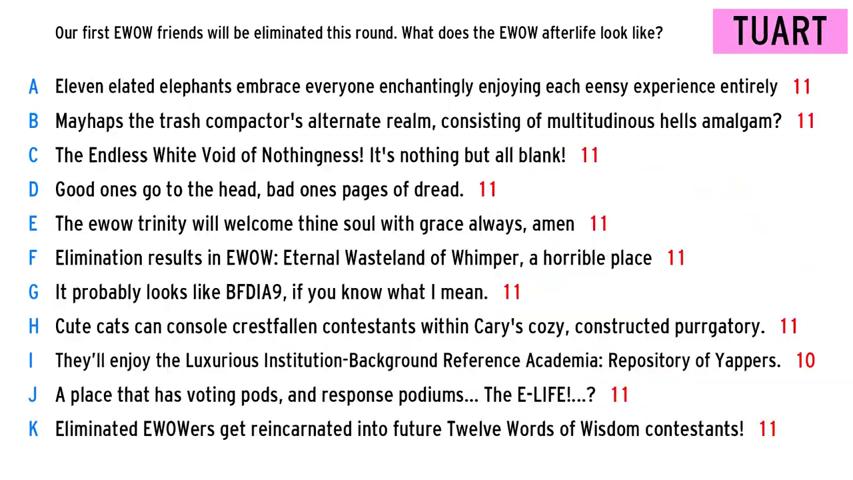 Our first EWOW friends will be eliminated this round. What does the EWOW afterlife look like?
TUART
A Eleven elated elephants embrace everyone enchantingly enjoying each eensy experience entirely 11
B Mayhaps the trash compactor's alternate realm, consisting of multitudinous hells amalgam? 11
C The Endless White Void of Nothingness! It's nothing but all blank! 11
D Good ones go to the head, bad ones pages of dread. 11
E The ewow trinity will welcome thine soul with grace always, amen 11
F Elimination results in EWOW: Eternal Wasteland of Whimper, a horrible place 11
G It probably looks like BFDIA9, if you know what I mean. 11
H Cute cats can console crestfallen contestants within Cary's cozy, constructed purrgatory. 11
I They’ll enjoy the Luxurious Institution-Background Reference Academia: Repository of Yappers. 10
J A place that has voting pods, and response podiums... The E-LIFE!...? 11
K Eliminated EWOWers get reincarnated into future Twelve Words of Wisdom contestants! 11